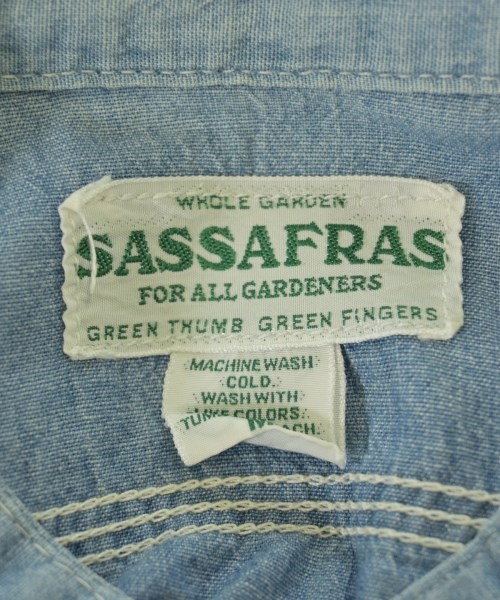 WHOLE GARDEN
SASSAFRAS
FOR ALL GARDENERS
GREEN THUMB GREEN FINGERS
MACHINE WASH
COLD.
WASH WITH
COLORS.